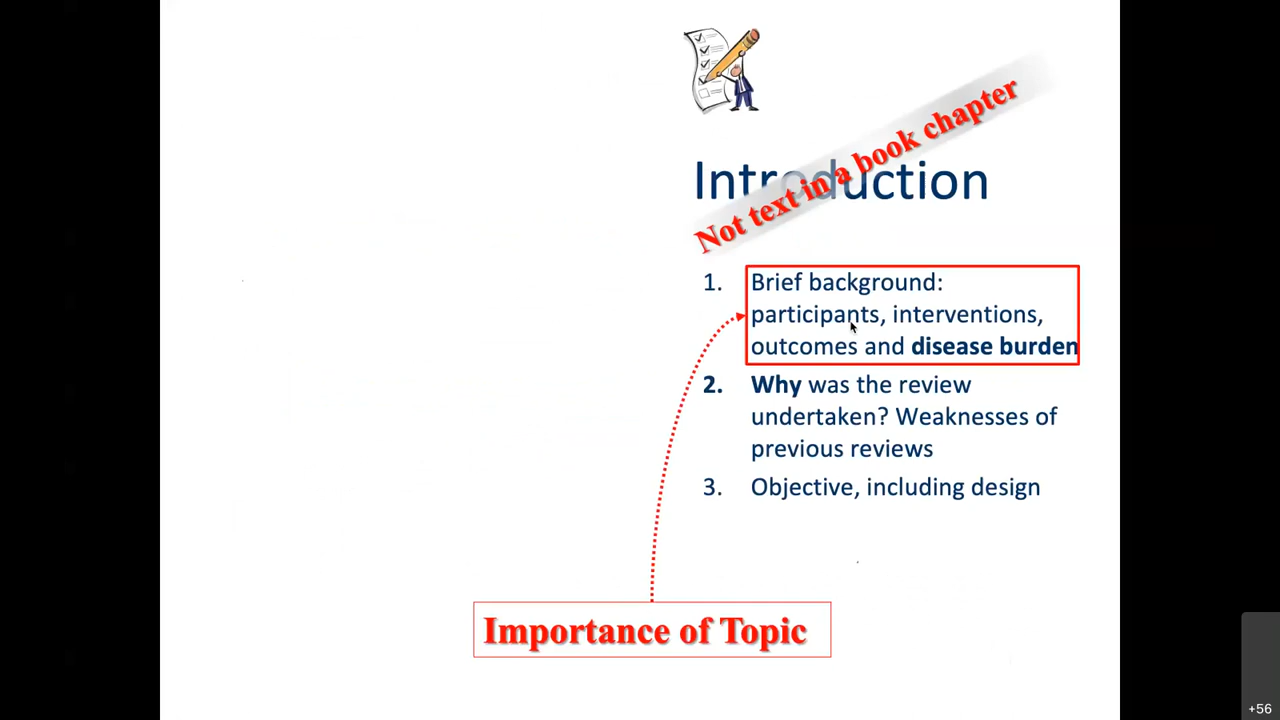 Not text in a book chapter
Introduction
1. Brief background:
participants, interventions,
outcomes and disease burden
2. Why was the review
undertaken? Weaknesses of
previous reviews
3. Objective, including design
Importance of Topic
+56